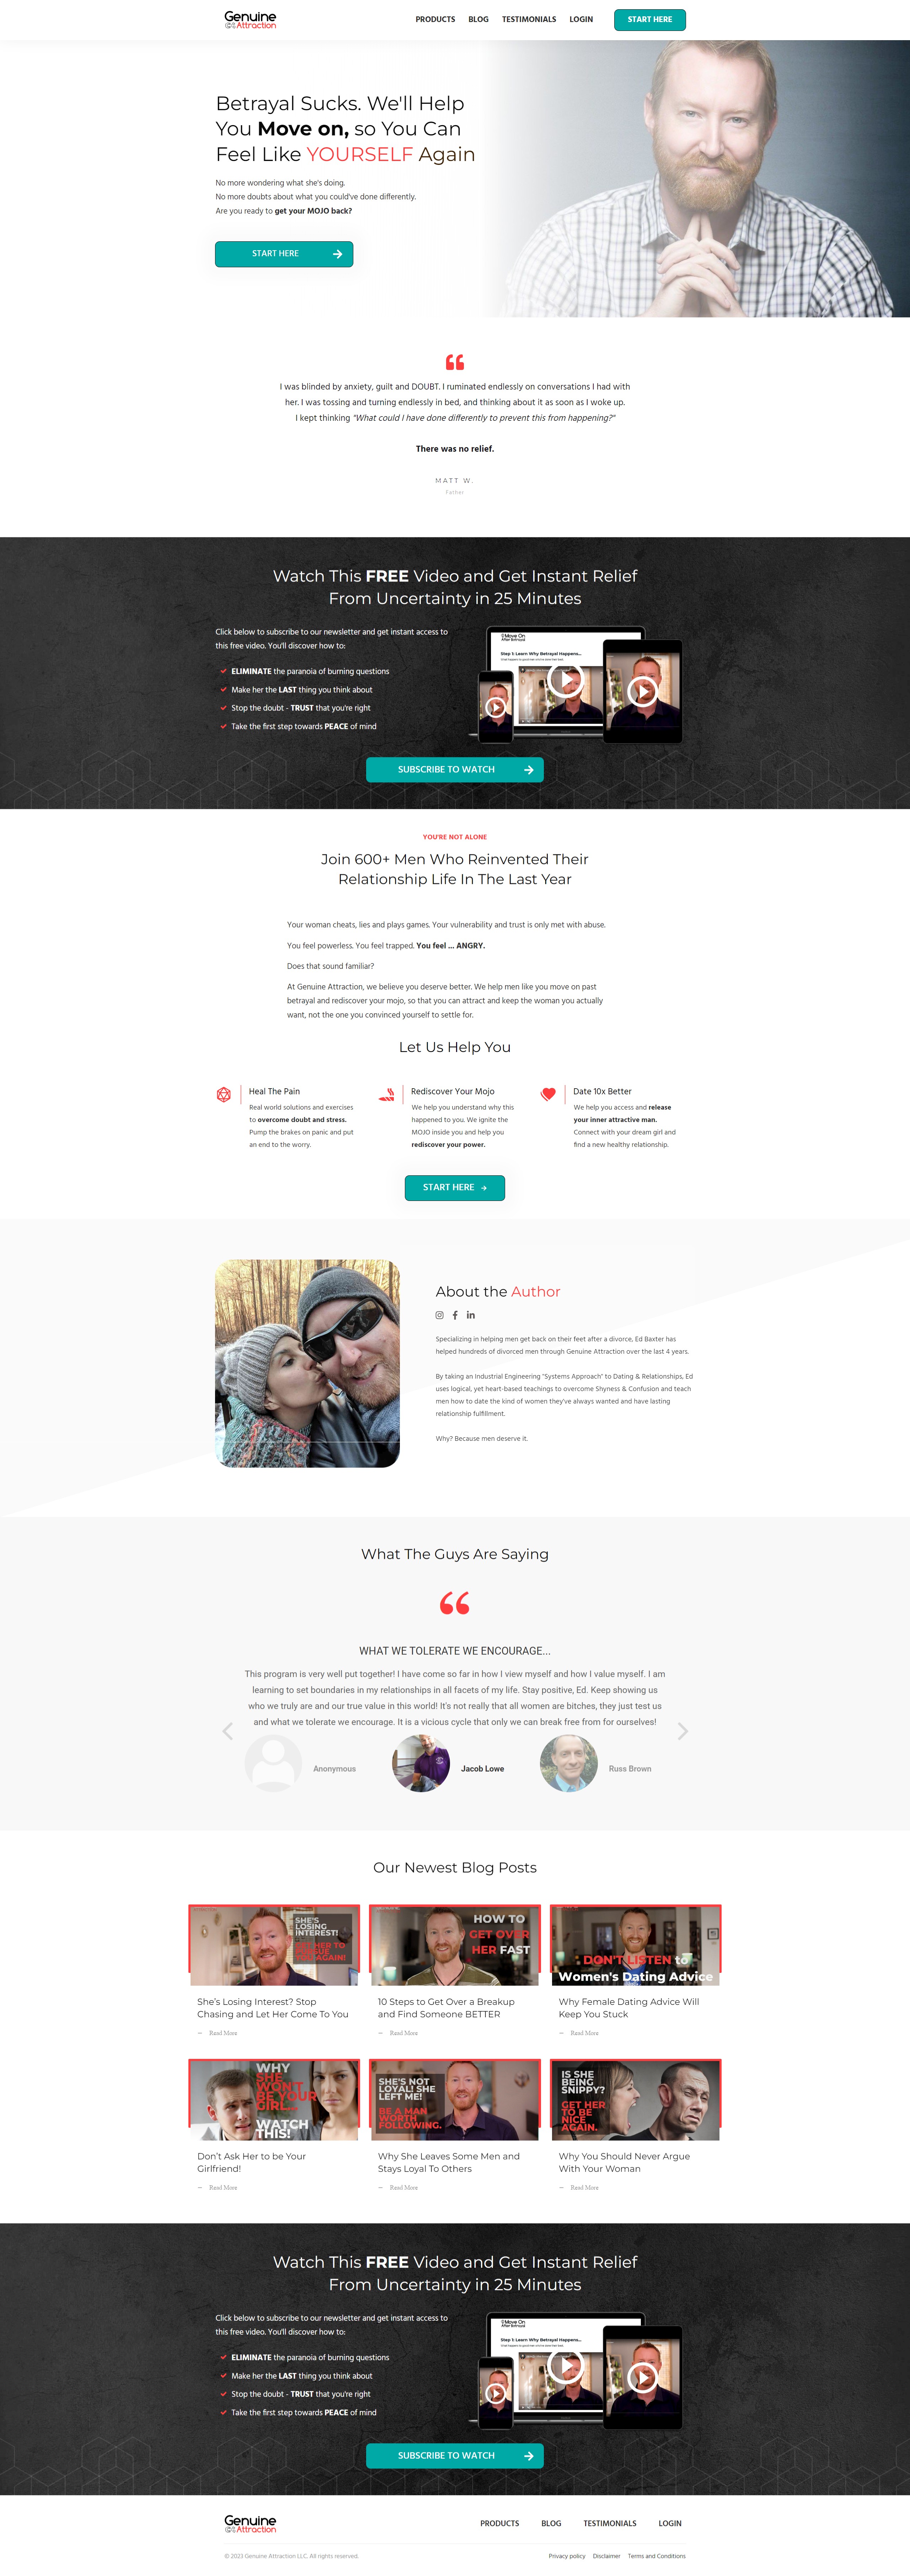 Genuine
Attraction
PRODUCTS
BLOG
TESTIMONIALS
LOGIN
START HERE
Betrayal Sucks. We'll Help
You Move on, so You Can
Feel Like YOURSELF Again
No more wondering what she's doing.
No more doubts about what you could've done differently.
Are you ready to get your MOJO back?
START HERE
I was blinded by anxiety, guilt and DOUBT. I ruminated endlessly on conversations I had with
her. I was tossing and turning endlessly in bed, and thinking about it as soon as I woke up.
I kept thinking "What could I have done differently to prevent this from happening?"
There was no relief.
MATT W.
Father
Watch This FREE Video and Get Instant Relief
From Uncertainty in 25 Minutes
Click below to subscribe to our newsletter and get instant access to
this free video. You'll discover how to:
ELIMINATE the paranoia of burning questions
Make her the LAST thing you think about
Stop the doubt - TRUST that you're right
Take the first step towards PEACE of mind
Move On
After Betrayal
Step 1: Learn Why Betrayal Happens...
SUBSCRIBE TO WATCH
YOU'RE NOT ALONE
Join 600+ Men Who Reinvented Their
Relationship Life In The Last Year
Your woman cheats, lies and plays games. Your vulnerability and trust is only met with abuse.
You feel powerless. You feel trapped. You feel ... ANGRY.
Does that sound familiar?
At Genuine Attraction, we believe you deserve better. We help men like you move on past
betrayal and rediscover your mojo, so that you can attract and keep the woman you actually
want, not the one you convinced yourself to settle for.
Let Us Help You
Heal The Pain
Real world solutions and exercises
to overcome doubt and stress.
Pump the brakes on panic and put
an end to the worry.
Rediscover Your Mojo
We help you understand why this
happened to you. We ignite the
MOJO inside you and help you
rediscover your power.
Date 10x Better
We help you access and release
your inner attractive man.
Connect with your dream girl and
find a new healthy relationship.
START HERE
About the Author
Specializing in helping men get back on their feet after a divorce, Ed Baxter has
helped hundreds of divorced men through Genuine Attraction over the last 4 years.
By taking an Industrial Engineering "Systems Approach" to Dating & Relationships, Ed
uses logical, yet heart-based teachings to overcome Shyness & Confusion and teach
men how to date the kind of women they've always wanted and have lasting
relationship fulfillment.
Why? Because men deserve it.
What The Guys Are Saying
WHAT WE TOLERATE WE ENCOURAGE...
This program is very well put together! I have come so far in how I view myself and how I value myself. I am
learning to set boundaries in my relationships in all facets of my life. Stay positive, Ed. Keep showing us
who we truly are and our true value in this world! It's not really that all women are bitches, they just test us
and what we tolerate we encourage. It is a vicious cycle that only we can break free from for ourselves!
Anonymous
Jacob Lowe
Russ Brown
Our Newest Blog Posts
SHE'S
LOSING
INTEREST!
She's Losing Interest? Stop
Chasing and Let Her Come To You
Read More
HOW TO
GET OVER
HER FAST
10 Steps to Get Over a Breakup
and Find Someone BETTER
Read More
DON'T LISTEN to
Women's Dating Advice
Why Female Dating Advice Will
Keep You Stuck
Read More
WHY
SHE
WON'T
BE YOUR
GIRL...
WATCH
THIS!
Don't Ask Her to be Your
Girlfriend!
Read More
SHE'S NOT
LOYAL! SHE
LEFT ME!
BE A MAN
WORTH
FOLLOWING.
Why She Leaves Some Men and
Stays Loyal To Others
Read More
IS SHE
BEING
SNIPPY?
GET HER
TO BE
NICE
AGAIN.
Why You Should Never Argue
With Your Woman
Read More
Watch This FREE Video and Get Instant Relief
From Uncertainty in 25 Minutes
Click below to subscribe to our newsletter and get instant access to
this free video. You'll discover how to:
ELIMINATE the paranoia of burning questions
Make her the LAST thing you think about
Stop the doubt - TRUST that you're right
Take the first step towards PEACE of mind
Move On
After Betrayal
Step 1: Learn Why Betrayal Happens...
SUBSCRIBE TO WATCH
Genuine
Attraction
PRODUCTS
BLOG
TESTIMONIALS
LOGIN
© 2023 Genuine Attraction LLC. All rights reserved.
Privacy policy
Disclaimer
Terms and Conditions